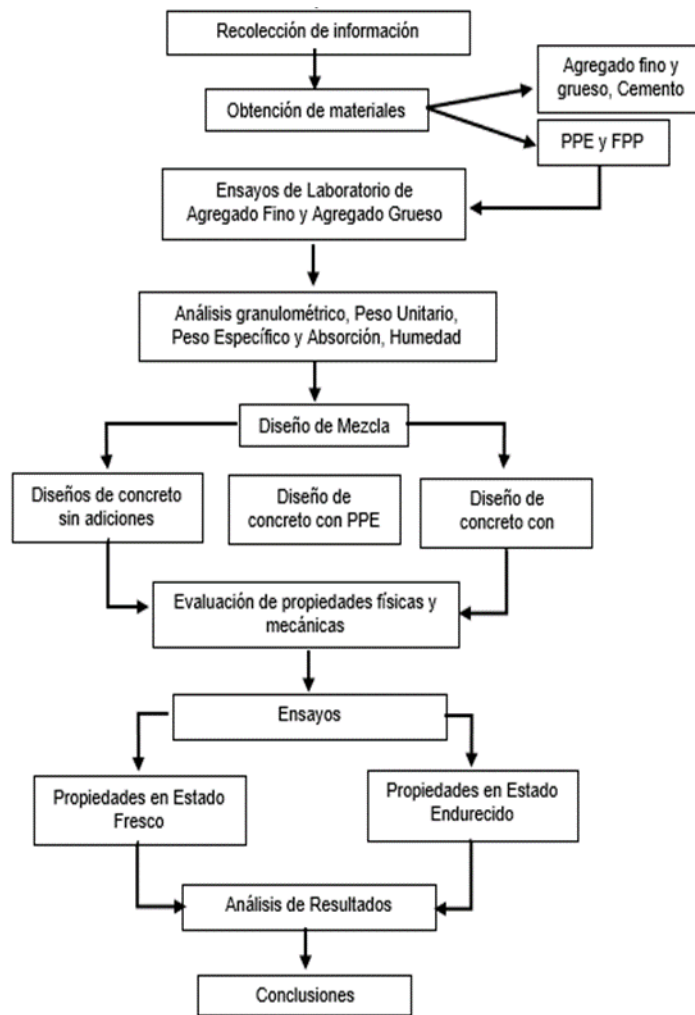 Recolección de información
Obtención de materiales
Agregado fino y
grueso, Cemento
PPE y FPP
Ensayos de Laboratorio de
Agregado Fino y Agregado Grueso
Análisis granulométrico, Peso Unitario,
Peso Específico y Absorción, Humedad
Diseño de Mezcla
Diseños de concreto
sin adiciones
Diseño de
concreto con PPE
Diseño de
concreto con
Evaluación de propiedades físicas y
mecánicas
Ensayos
Propiedades en Estado
Fresco
Propiedades en Estado
Endurecido
Análisis de Resultados
Conclusiones